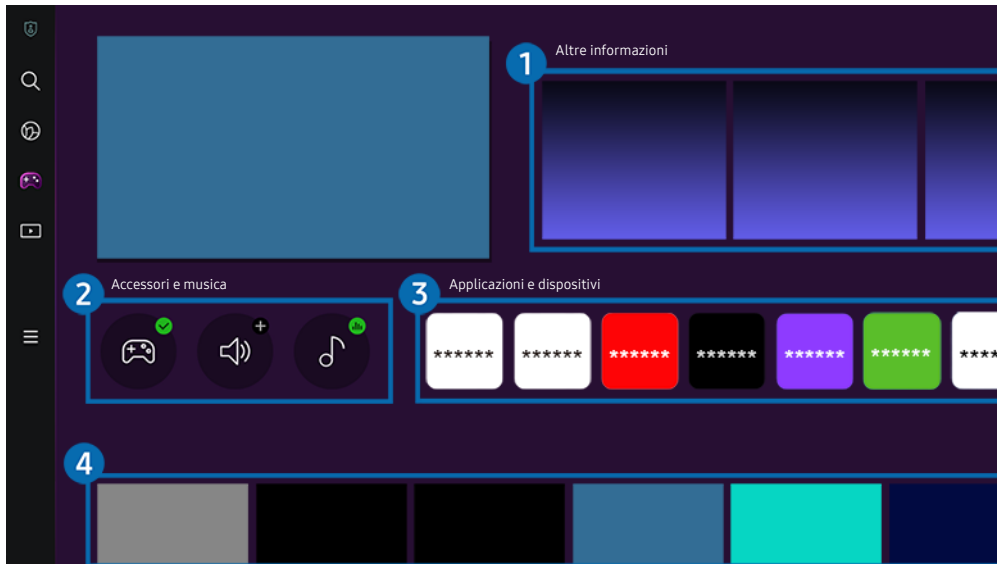 1 Altre informazioni
2 Accessori e musica
3 Applicazioni e dispositivi
****** ****** ****** ****** ****** ****** ****
4